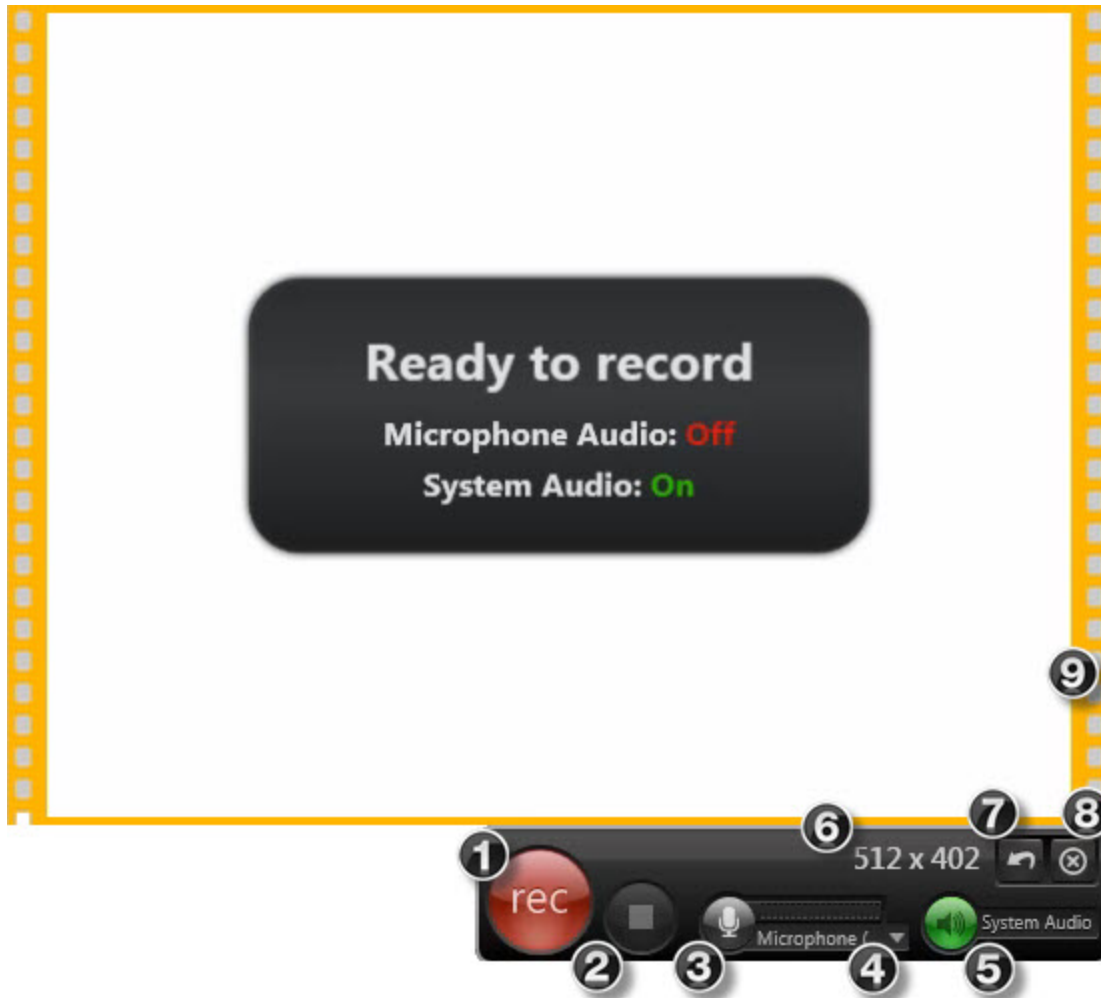 Ready to record
Microphone Audio: Off
System Audio: On
9
6
7
8
512 x 402
1
rec
System Audio
Microphone (
2
3
4
5